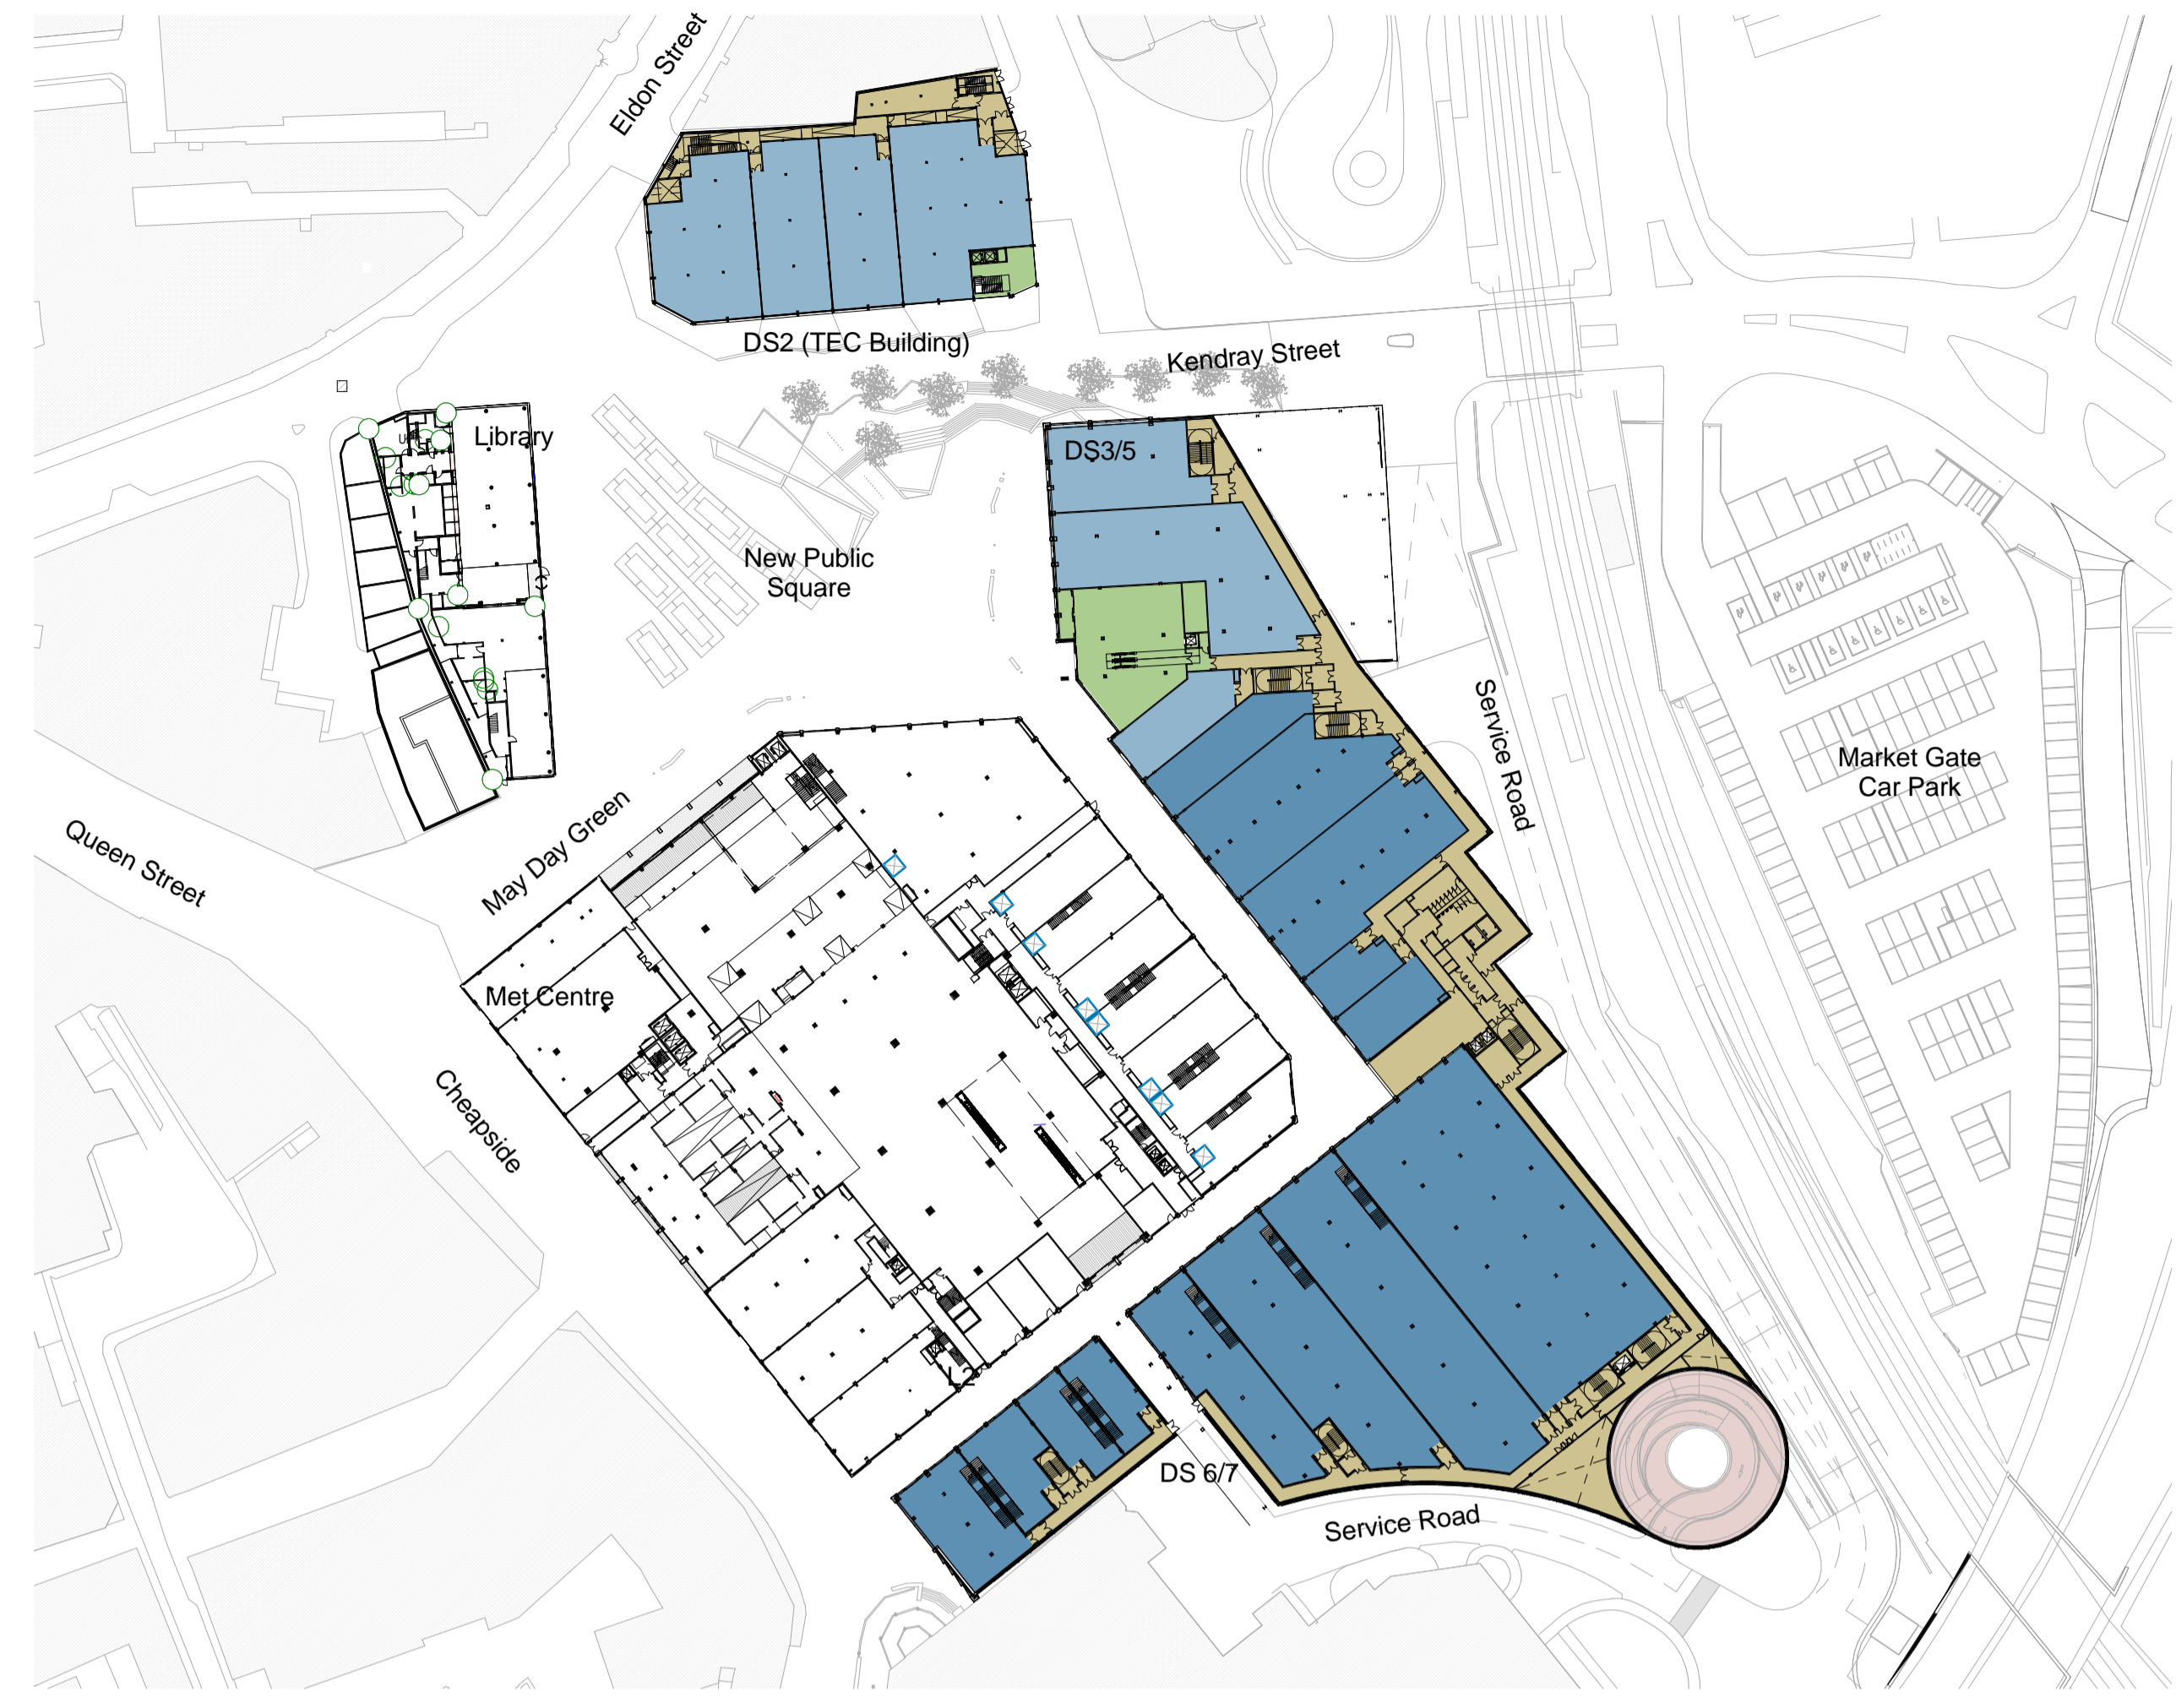 Eldon Street
DS2 (TEC Building)
Kendray Street
Library
DS3/5
New Public
Square
Service Road
Market Gate
Car Park
May Day Green
Queen Street
Met Centre
Cheapside
DS 6/7
Service Road